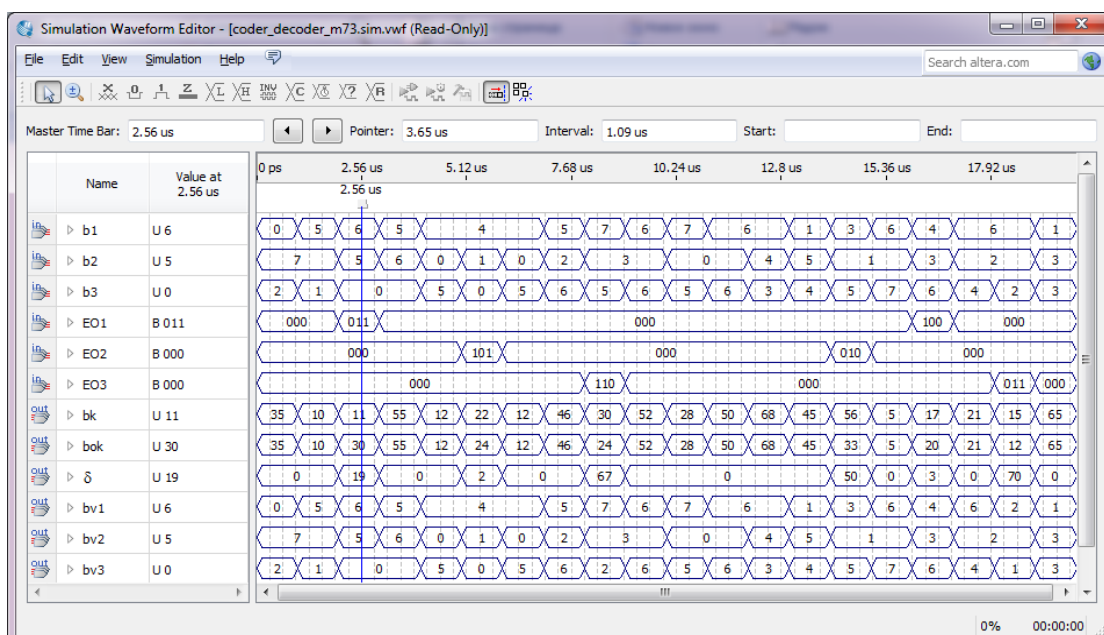 Simulation Waveform Editor - [coder_decoder_m73.sim.vwf (Read-Only)]
File Edit View Simulation Help
Search altera.com
Master Time Bar: 2.56 us Pointer: 3.65 us Interval: 1.09 us Start: End:
Name Value at 2.56 us 0 ps 2.56 us 5.12 us 7.68 us 10.24 us 12.8 us 15.36 us 17.92 us
2.56 us
b1 U 6 0 5 6 5 4 5 7 6 7 6 1 3 6 4 6 1
b2 U 5 7 5 6 0 1 0 2 3 0 4 5 1 3 2 3
b3 U 0 2 1 0 5 0 5 6 5 6 5 6 3 4 5 7 6 4 2 3
EO1 B 011 000 011 000 100 000
EO2 B 000 000 101 000 010 000
EO3 B 000 000 110 000 011 000
bk U 11 35 10 11 55 12 22 12 46 30 52 28 50 68 45 56 5 17 21 15 65
bok U 30 35 10 30 55 12 24 12 46 24 52 28 50 68 45 33 5 20 21 12 65
δ U 19 0 19 0 2 0 67 0 50 0 3 0 70 0
bv1 U 6 0 5 6 5 4 5 7 6 7 6 1 3 6 4 6 2 1
bv2 U 5 7 5 6 0 1 0 2 3 0 4 5 1 3 2 3
bv3 U 0 2 1 0 5 0 5 6 2 6 5 6 3 4 5 7 6 4 1 3
0% 00:00:00